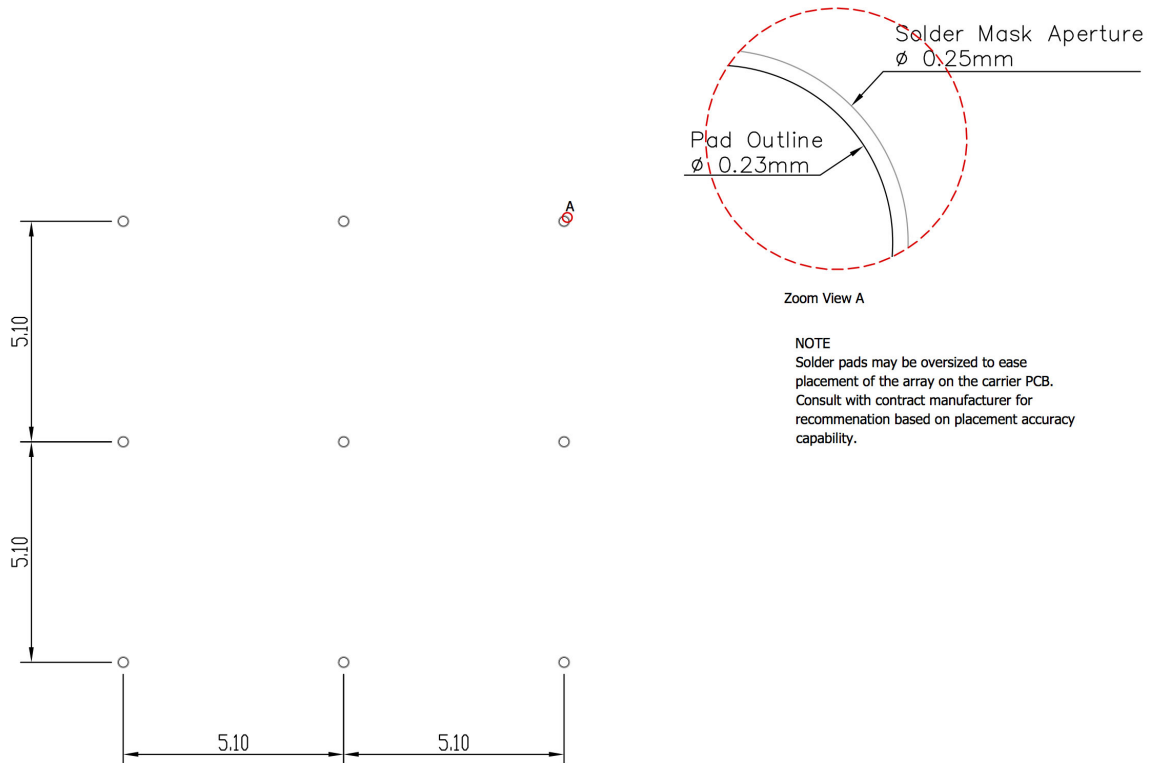 Solder Mask Aperture
ø 0.25mm
Pad Outline
ø 0.23mm
A
Zoom View A
NOTE
Solder pads may be oversized to ease
placement of the array on the carrier PCB.
Consult with contract manufacturer for
recommenation based on placement accuracy
capability.
5.10
5.10
5.10
5.10